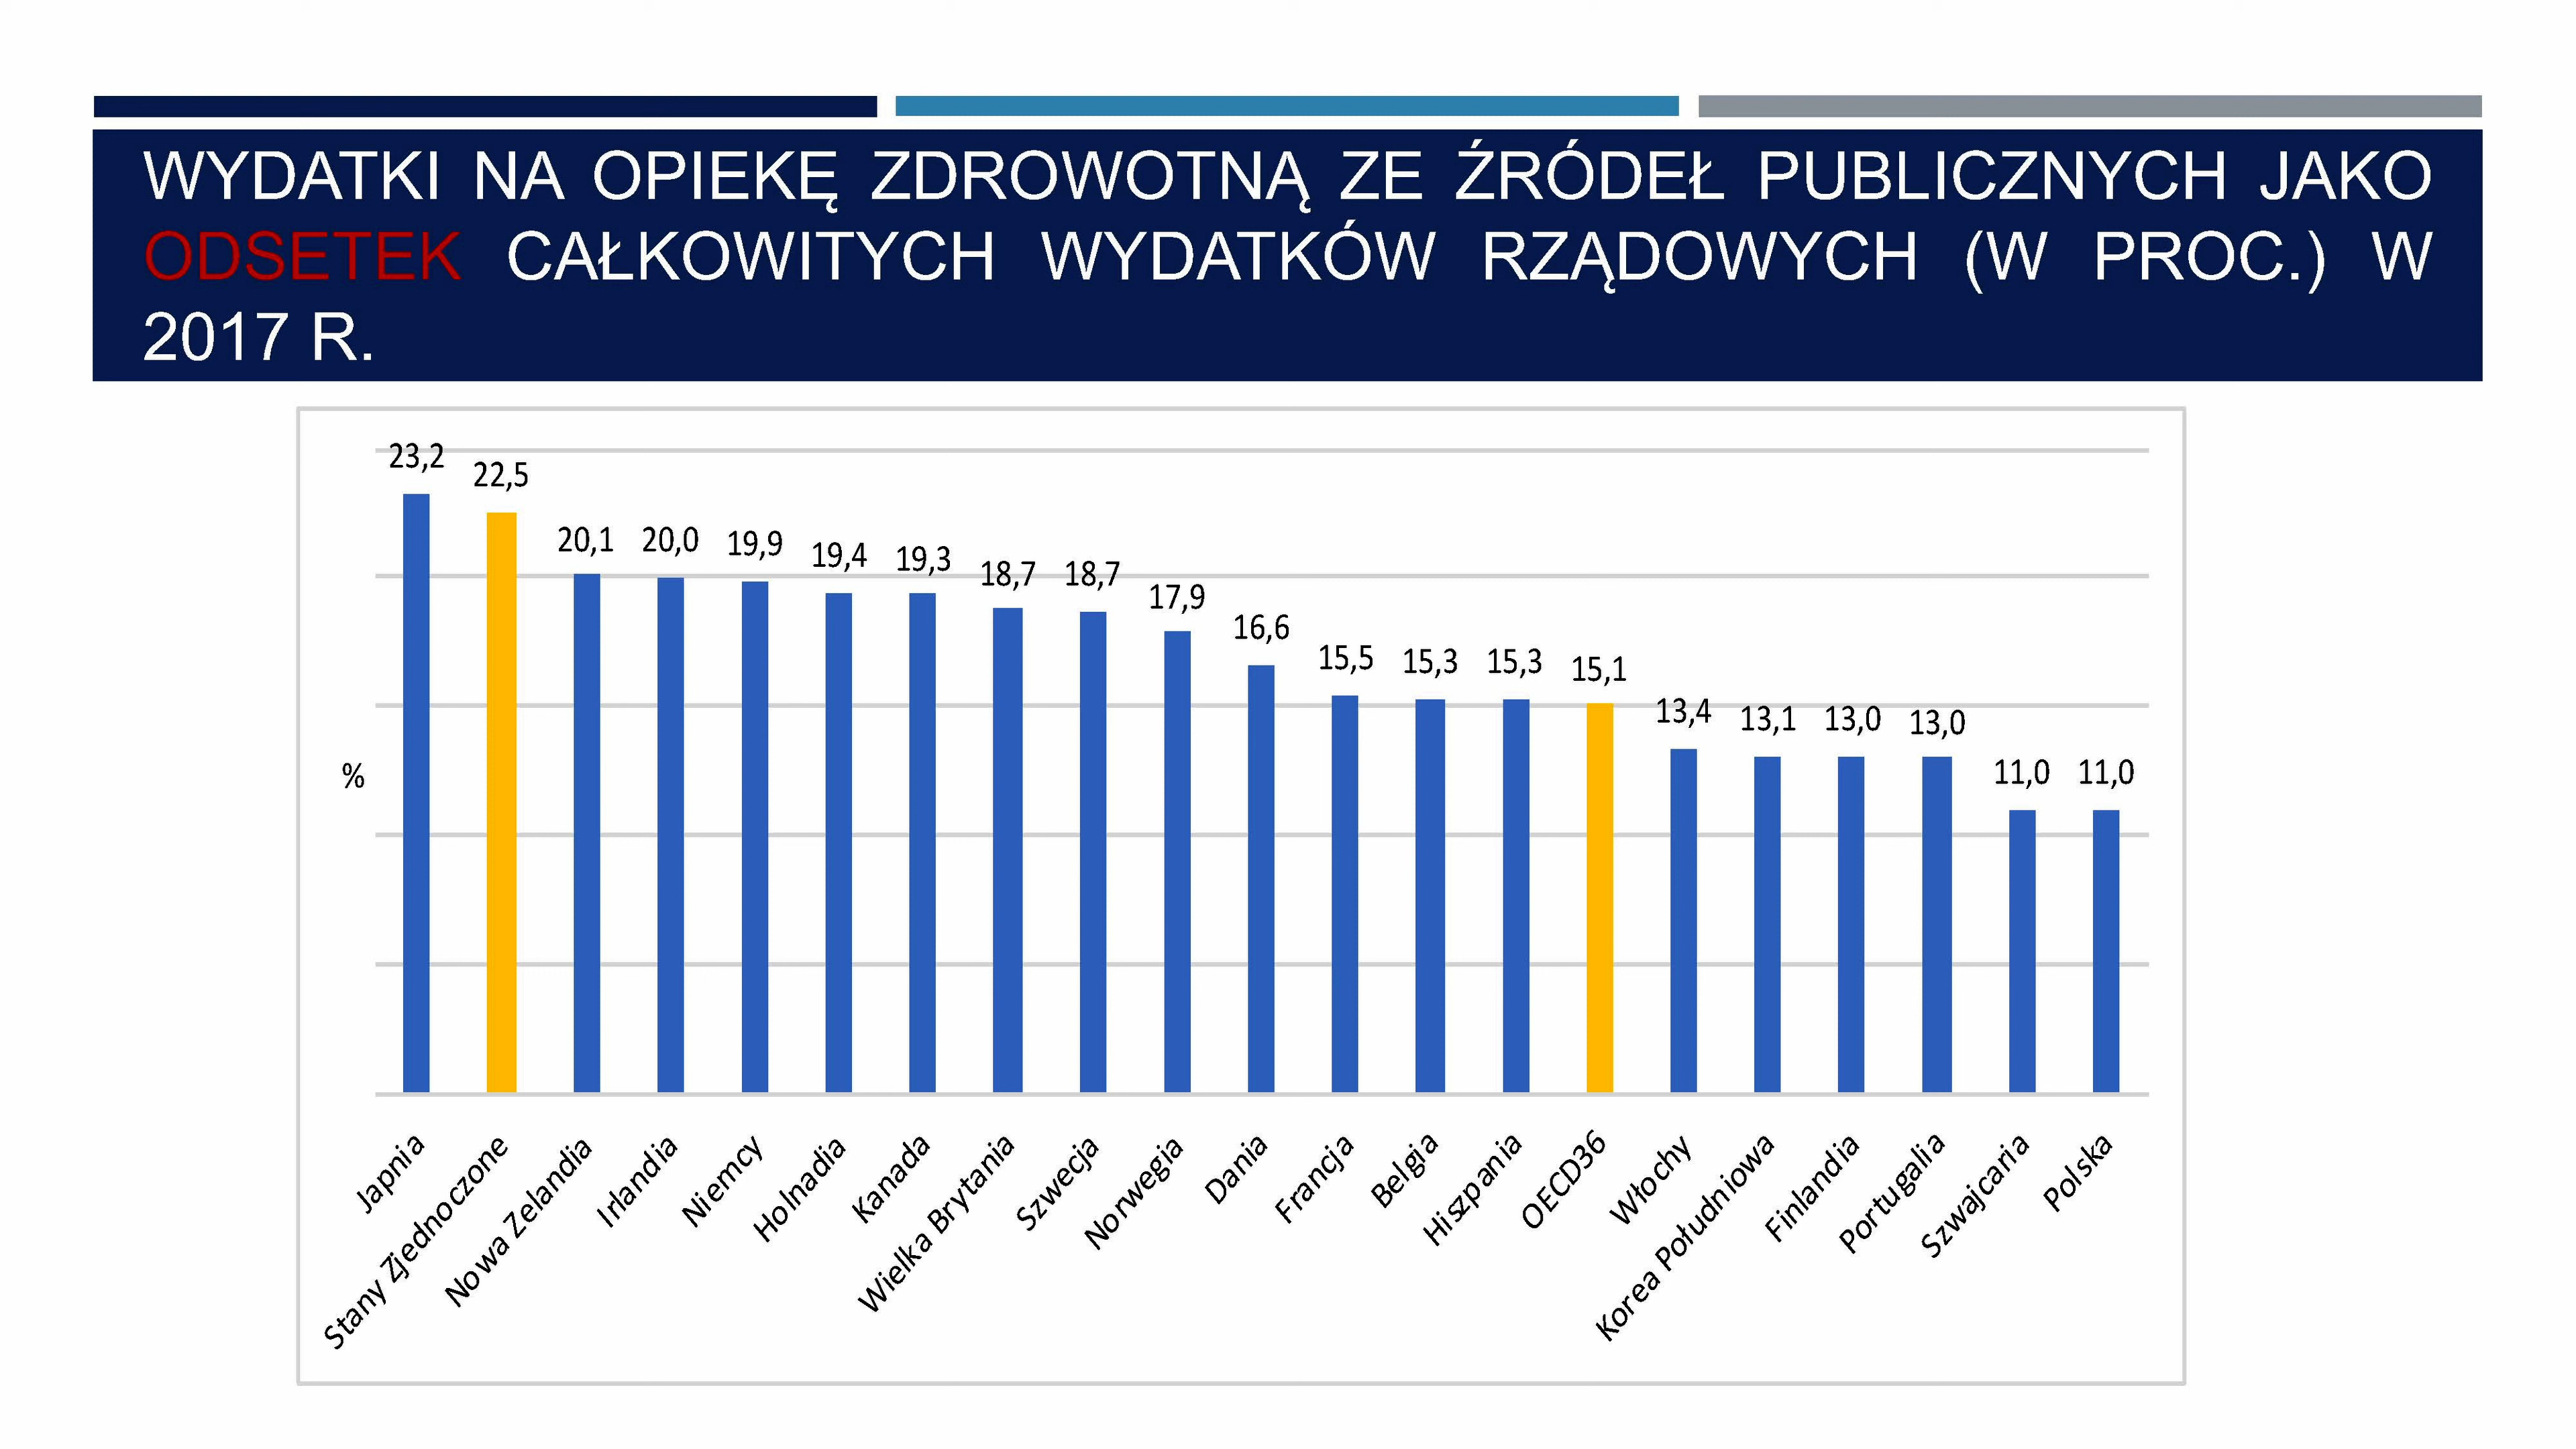 WYDATKI NA OPIEKĘ ZDROWOTNĄ ZE ŹRÓDEŁ PUBLICZNYCH JAKO
ODSETEK CAŁKOWITYCH WYDATKÓW RZĄDOWYCH (W PROC.) W
2017 R.
23,2
22,5
20,1
20,0
19,9
19,4
19,3
18,7
18,7
17,9
16,6
15,5
15,3
15,3
15,1
13,4
13,1
13,0
13,0
11,0
11,0
%
Japnia
Stany Zjednoczone
Nowa Zelandia
Irlandia
Niemcy
Holnadia
Kanada
Wielka Brytania
Szwecja
Norwegia
Dania
Francja
Belgia
Hiszpania
OECD36
Włochy
Korea Południowa
Finlandia
Portugalia
Szwajcaria
Polska